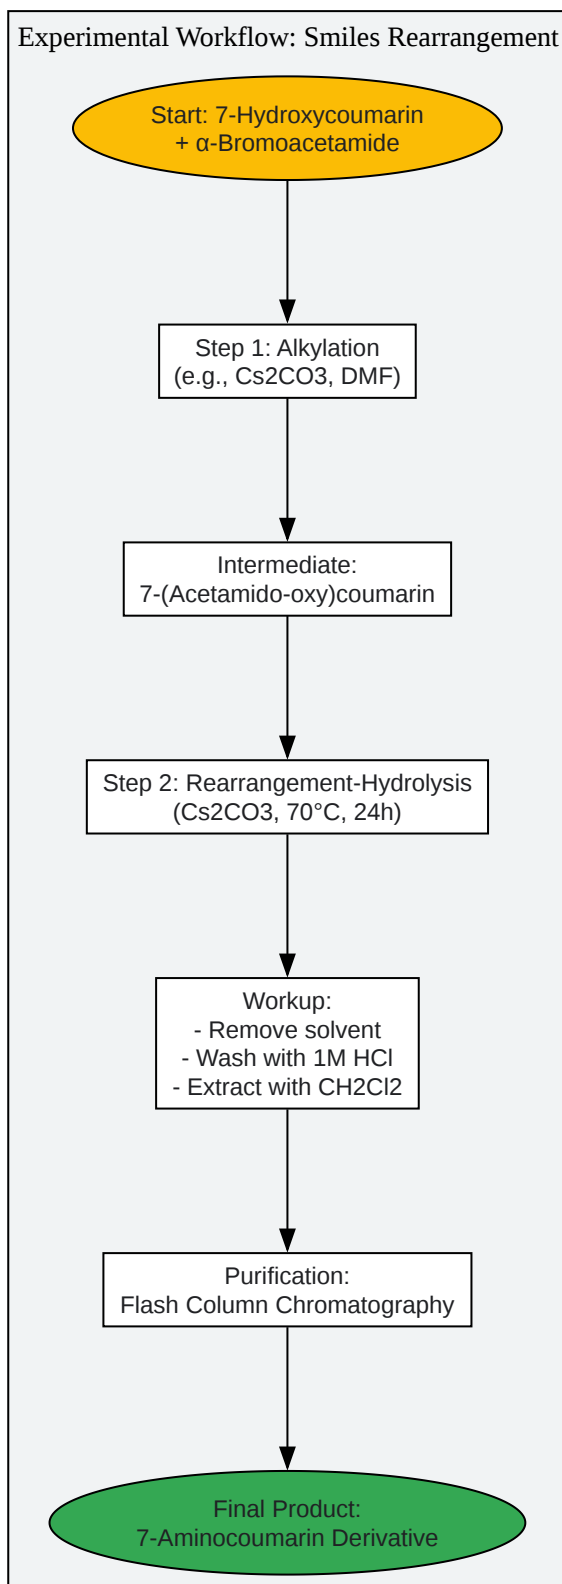 Experimental Workflow: Smiles Rearrangement
Start: 7-Hydroxycoumarin
+ α-Bromoacetamide
Step 1: Alkylation
(e.g., Cs2CO3, DMF)
Intermediate:
7-(Acetamido-oxy)coumarin
Step 2: Rearrangement-Hydrolysis
(Cs2CO3, 70°C, 24h)
Workup:
- Remove solvent
- Wash with 1M HCl
- Extract with CH2Cl2
Purification:
Flash Column Chromatography
Final Product:
7-Aminocoumarin Derivative